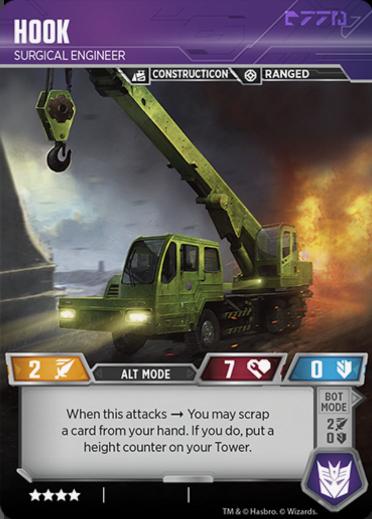 HOOK
SURGICAL ENGINEER
CONSTRUCTICON RANGED
2 ALT MODE 7 0
When this attacks → You may scrap
a card from your hand. If you do, put a
height counter on your Tower.
BOT
MODE
2
0
TM & © Hasbro. © Wizards.